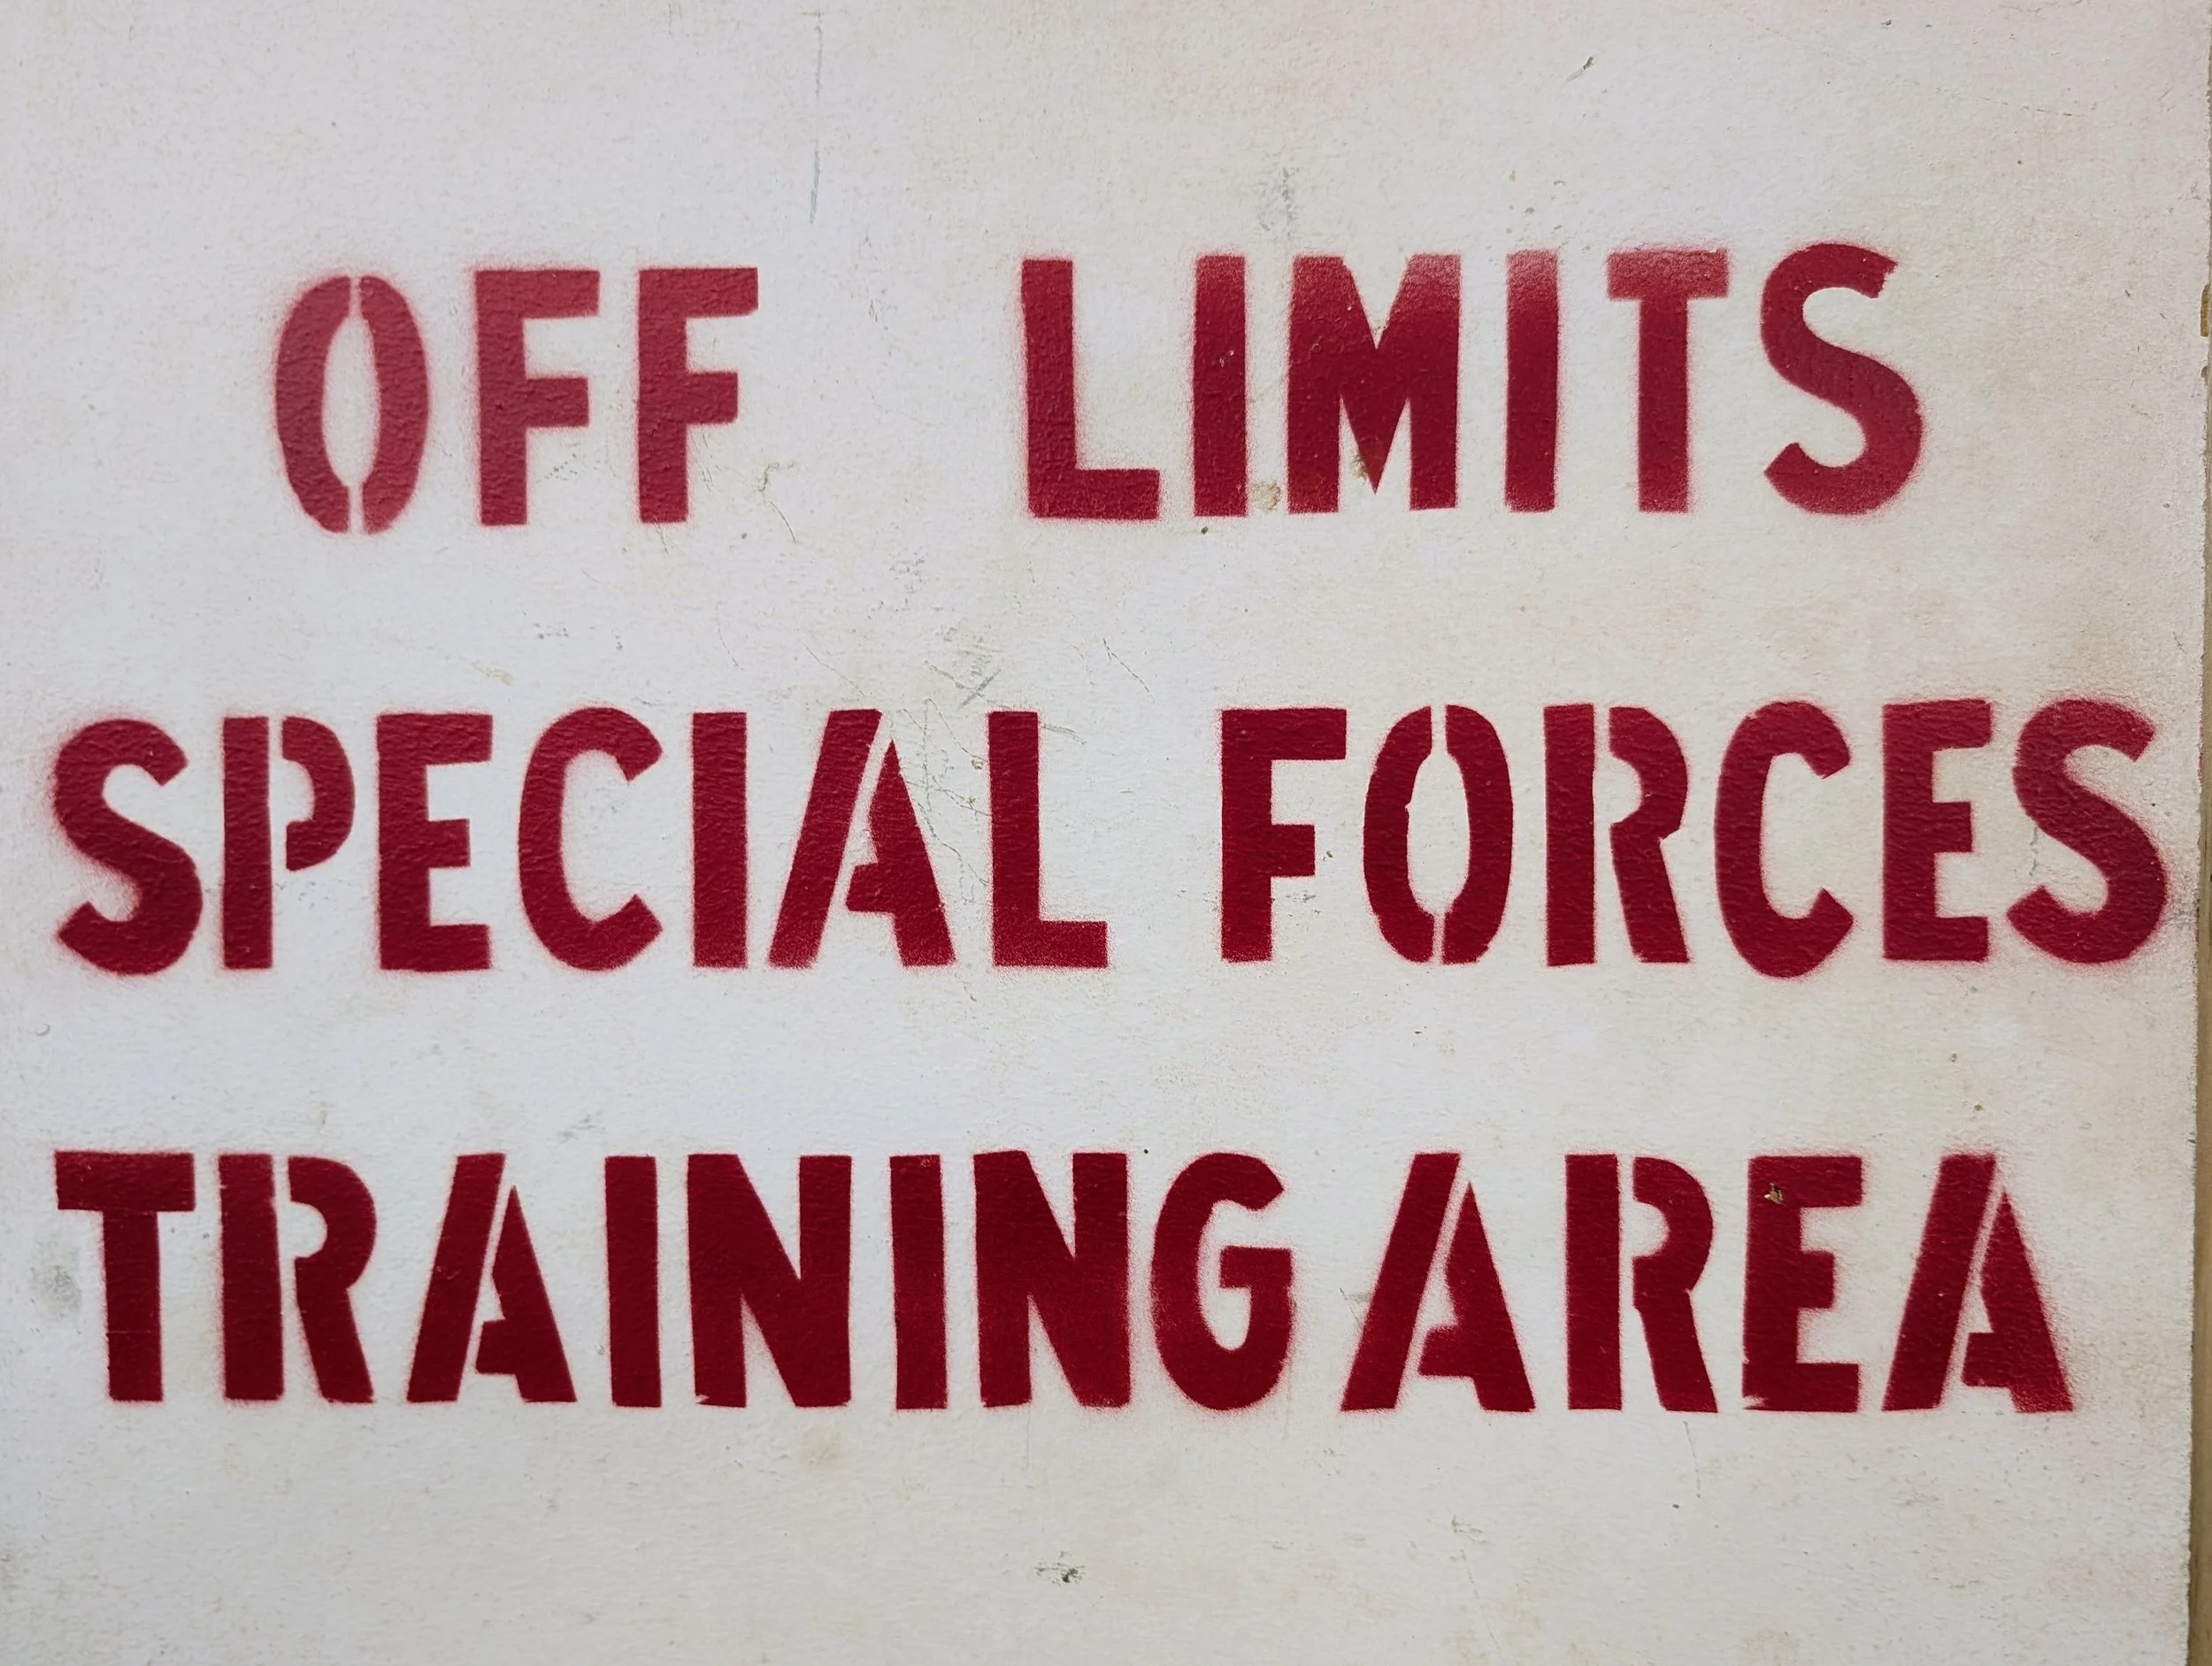 OFF LIMITS
SPECIAL FORCES
TRAINING AREA